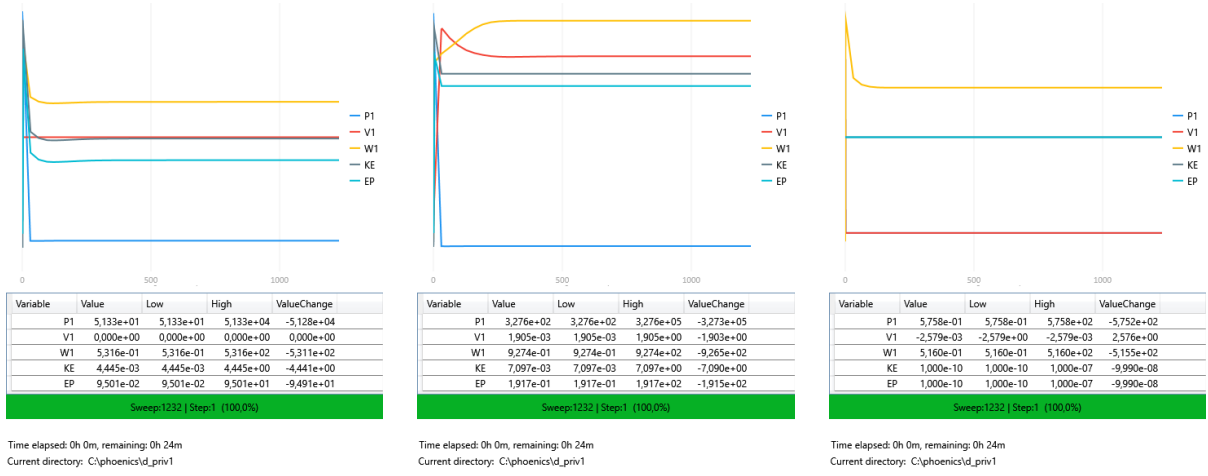 P1
V1
W1
KE
EP
0 500 1000
Variable Value Low High ValueChange
P1 5,133e+01 5,133e+01 5,133e+04 -5,128e+04
V1 0,000e+00 0,000e+00 0,000e+00 0,000e+00
W1 5,316e-01 5,316e-01 5,316e+02 -5,311e+02
KE 4,445e-03 4,445e-03 4,445e+00 -4,441e+00
EP 9,501e-02 9,501e-02 9,501e+01 -9,491e+01
Sweep:1232 | Step:1 (100,0%)
Time elapsed: 0h 0m, remaining: 0h 24m
Current directory: C:\phoenics\d_priv1
P1
V1
W1
KE
EP
0 500 1000
Variable Value Low High ValueChange
P1 3,276e+02 3,276e+02 3,276e+05 -3,273e+05
V1 1,905e-03 1,905e-03 1,905e+00 -1,903e+00
W1 9,274e-01 9,274e-01 9,274e+02 -9,265e+02
KE 7,097e-03 7,097e-03 7,097e+00 -7,090e+00
EP 1,917e-01 1,917e-01 1,917e+02 -1,915e+02
Sweep:1232 | Step:1 (100,0%)
Time elapsed: 0h 0m, remaining: 0h 24m
Current directory: C:\phoenics\d_priv1
P1
V1
W1
KE
EP
0 500 1000
Variable Value Low High ValueChange
P1 5,758e-01 5,758e-01 5,758e+02 -5,752e+02
V1 -2,579e-03 -2,579e+00 -2,579e-03 2,576e+00
W1 5,160e-01 5,160e-01 5,160e+02 -5,155e+02
KE 1,000e-10 1,000e-10 1,000e-07 -9,990e-08
EP 1,000e-10 1,000e-10 1,000e-07 -9,990e-08
Sweep:1232 | Step:1 (100,0%)
Time elapsed: 0h 0m, remaining: 0h 24m
Current directory: C:\phoenics\d_priv1